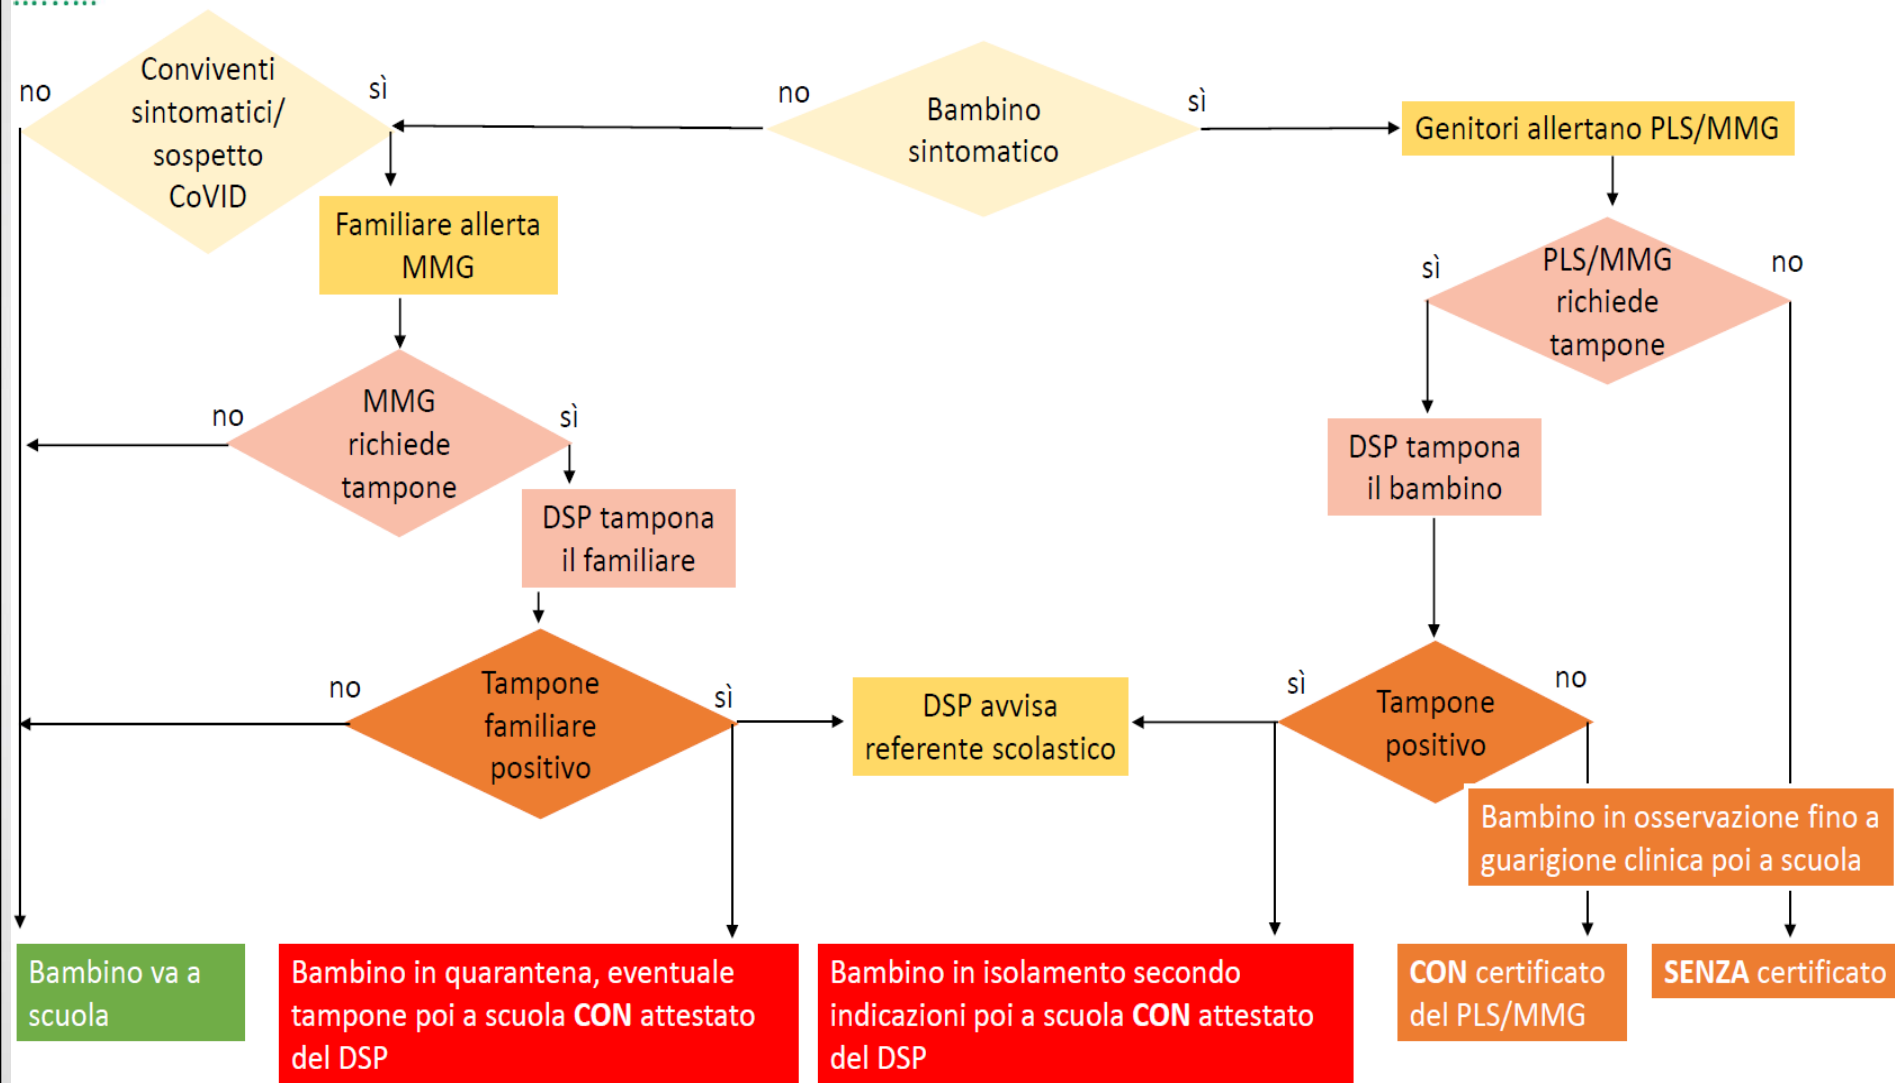 no
Conviventi
sintomatici/
sospetto
CoVID
sì
no
Bambino
sintomatico
sì
Genitori allertano PLS/MMG
Familiare allerta
MMG
sì
PLS/MMG
richiede
tampone
no
no
MMG
richiede
tampone
sì
DSP tampona
il bambino
DSP tampona
il familiare
no
Tampone
familiare
positivo
sì
DSP avvisa
referente scolastico
sì
Tampone
positivo
no
Bambino in osservazione fino a
guarigione clinica poi a scuola
Bambino va a
scuola
Bambino in quarantena, eventuale
tampone poi a scuola CON attestato
del DSP
Bambino in isolamento secondo
indicazioni poi a scuola CON attestato
del DSP
CON certificato
del PLS/MMG
SENZA certificato